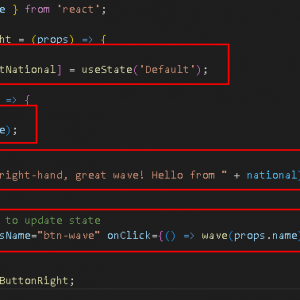 e } from 'react';
ht = (props) => {
tNational] = useState('Default');
=> {
e);
right-hand, great wave! Hello from " + national)
to update state
sName="btn-wave" onClick={() => wave(props.name
ButtonRight;